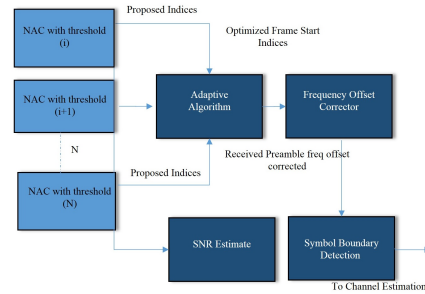 Proposed Indices
NAC with threshold
(i)
Optimized Frame Start
Indices
NAC with threshold
(i+1)
Adaptive
Algorithm
Frequency Offset
Corrector
N
Received Preamble freq offset
corrected
Proposed Indices
NAC with threshold
(N)
SNR Estimate
Symbol Boundary
Detection
To Channel Estimation